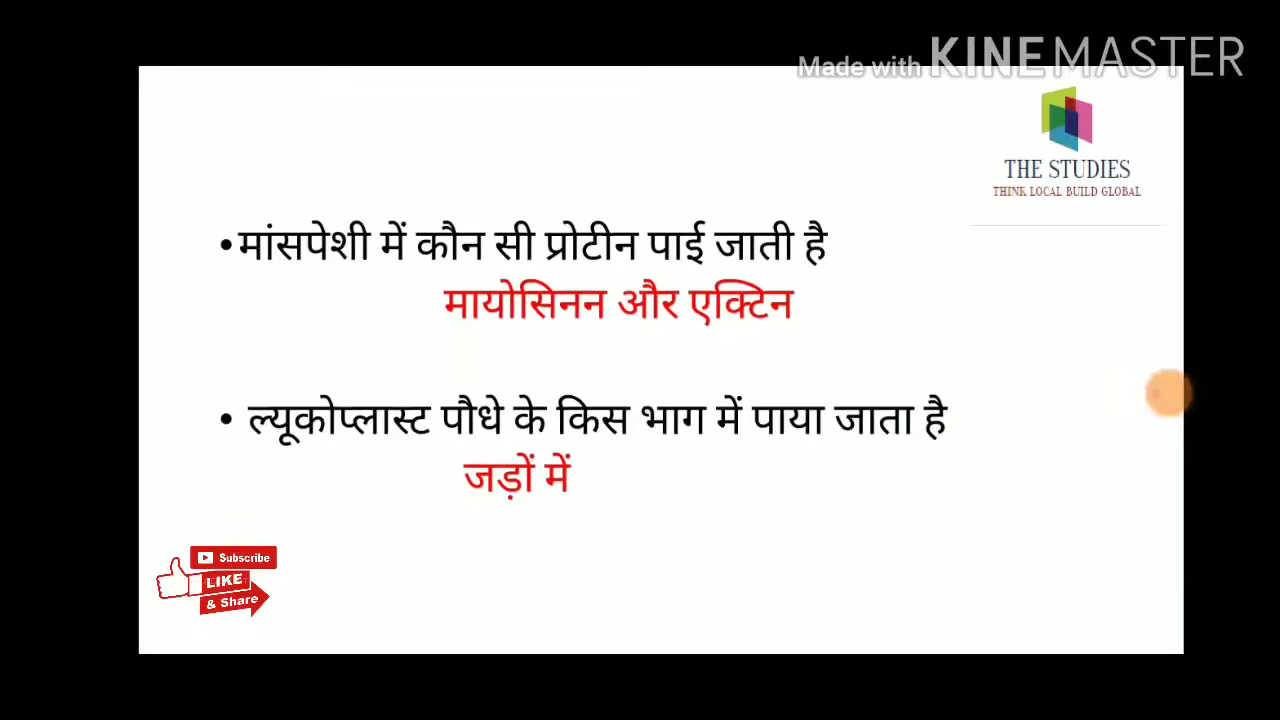 Made with KINEMASTER
THE STUDIES
THINK LOCAL BUILD GLOBAL
•मांसपेशी में कौन सी प्रोटीन पाई जाती है
मायोसिनन और एक्टिन
• ल्यूकोप्लास्ट पौधे के किस भाग में पाया जाता है
जड़ों में
Subscribe
LIKE
& Share